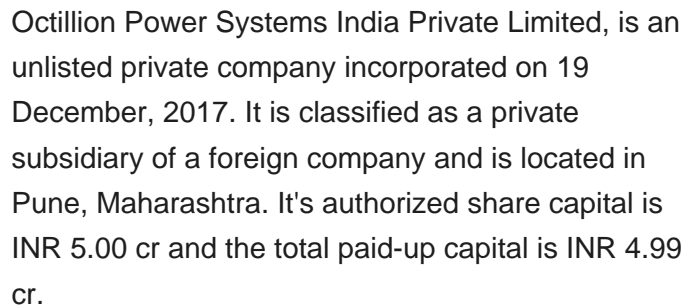 Octillion Power Systems India Private Limited, is an
unlisted private company incorporated on 19
December, 2017. It is classified as a private
subsidiary of a foreign company and is located in
Pune, Maharashtra. It's authorized share capital is
INR 5.00 cr and the total paid-up capital is INR 4.99
cr.